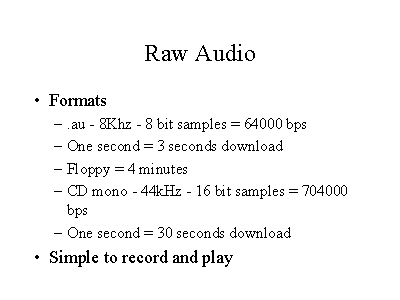 Raw Audio
• Formats
– .au - 8Khz - 8 bit samples = 64000 bps
– One second = 3 seconds download
– Floppy = 4 minutes
– CD mono - 44kHz - 16 bit samples = 704000
bps
– One second = 30 seconds download
• Simple to record and play